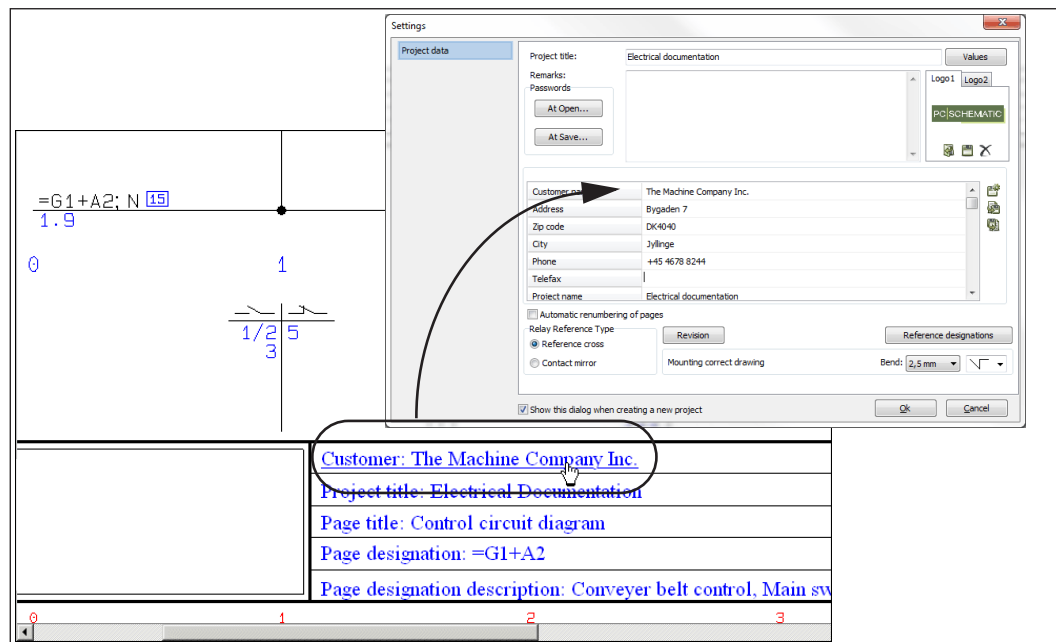 Settings
Project data
Project title:
Electrical documentation
Values
Remarks:
Passwords
At Open...
At Save...
Logo1
Logo2
PC|SCHEMATIC
Customer
The Machine Company Inc.
Address
Bygaden 7
Zip code
DK4040
City
Jyllinge
Phone
+45 4678 8244
Telefax
Project name
Electrical documentation
Automatic renumbering of pages
Relay Reference Type
Reference cross
Contact mirror
Revision
Reference designations
Mounting correct drawing
Bend:
2,5 mm
Show this dialog when creating a new project
Ok
Cancel
=G1+A2; N 15
1.9
0
1
1/2 5
3
Customer: The Machine Company Inc.
Project title: Electrical Documentation
Page title: Control circuit diagram
Page designation: =G1+A2
Page designation description: Conveyer belt control, Main sw
0
1
2
3